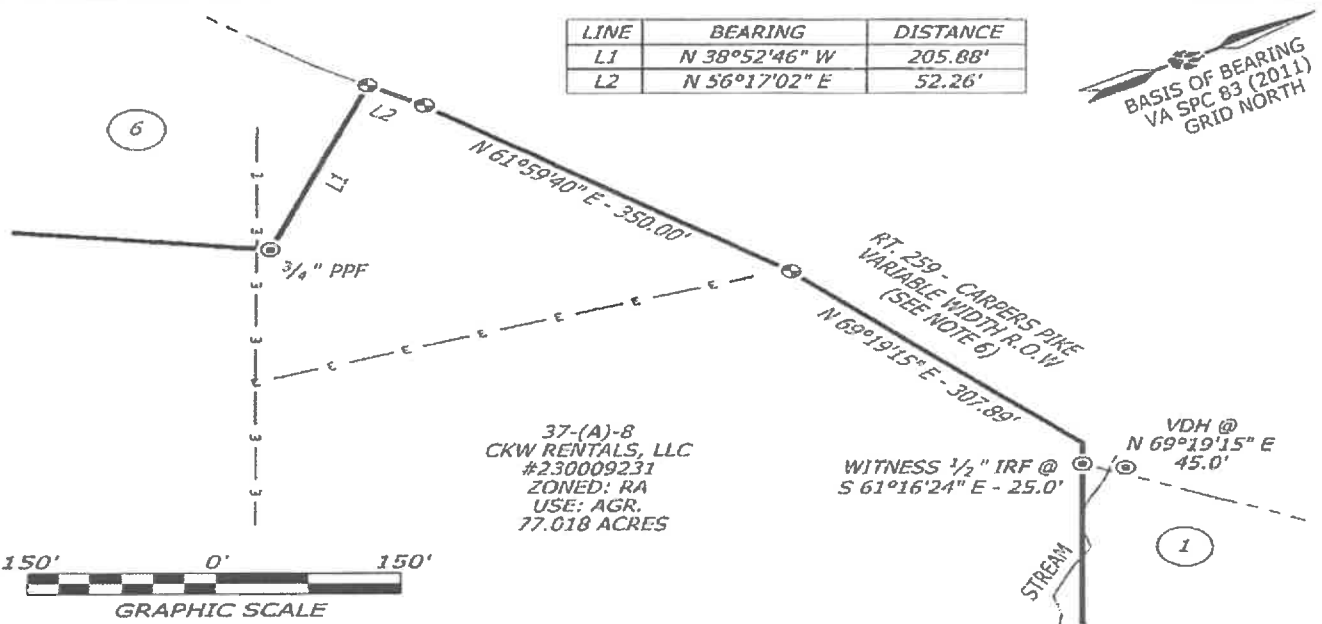 LINE BEARING DISTANCE
L1 N 38°52'46" W 205.88'
L2 N 56°17'02" E 52.26'
BASIS OF BEARING
VA SPC 83 (2011)
GRID NORTH
6
L2
L1
N 61°59'40" E - 350.00'
3/4" PPF
RT. 259 - CARPERS PIKE
VARIABLE WIDTH R.O.W
(SEE NOTE 6)
N 69°19'15" E - 307.89'
37-(A)-8
CKW RENTALS, LLC
#230009231
ZONED: RA
USE: AGR.
77.018 ACRES
WITNESS 1/2" IRF @
S 61°16'24" E - 25.0'
VDH @
N 69°19'15" E
45.0'
1
STREAM
150' 0' 150'
GRAPHIC SCALE